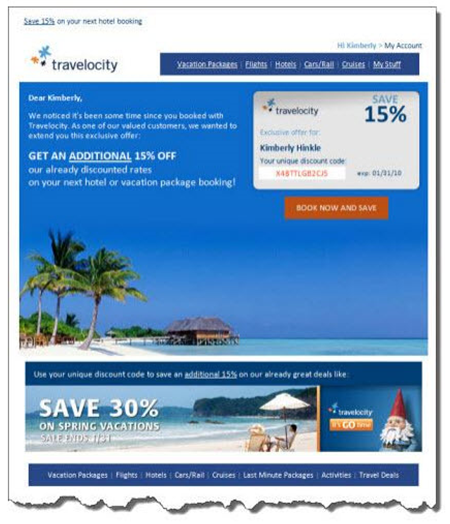 Save 15% on your next hotel booking
Hi Kimberly > My Account
travelocity
Vacation Packages | Flights | Hotels | Cars/Rail | Cruises | My Stuff
Dear Kimberly,
We noticed it's been some time since you booked with
Travelocity. As one of our valued customers, we wanted to
extend you this exclusive offer:
GET AN ADDITIONAL 15% OFF
our already discounted rates
on your next hotel or vacation package booking!
travelocity
SAVE
15%
Exclusive offer for:
Kimberly Hinkle
Your unique discount code:
X4BTTLGB2CJ5 exp: 01/31/10
BOOK NOW AND SAVE
Use your unique discount code to save an additional 15% on our already great deals like:
SAVE 30%
ON SPRING VACATIONS
SALE ENDS 1/31
travelocity
IT'S GO Time
Vacation Packages | Flights | Hotels | Cars/Rail | Cruises | Last Minute Packages | Activities | Travel Deals